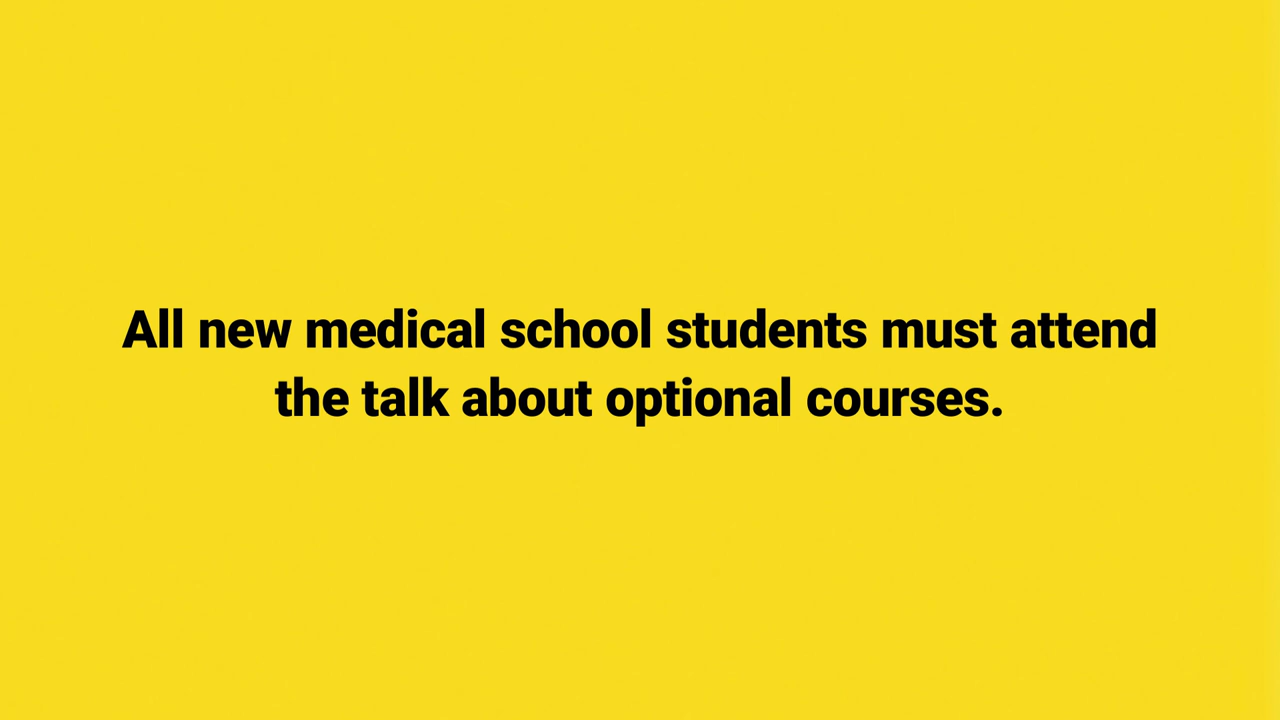 All new medical school students must attend
the talk about optional courses.